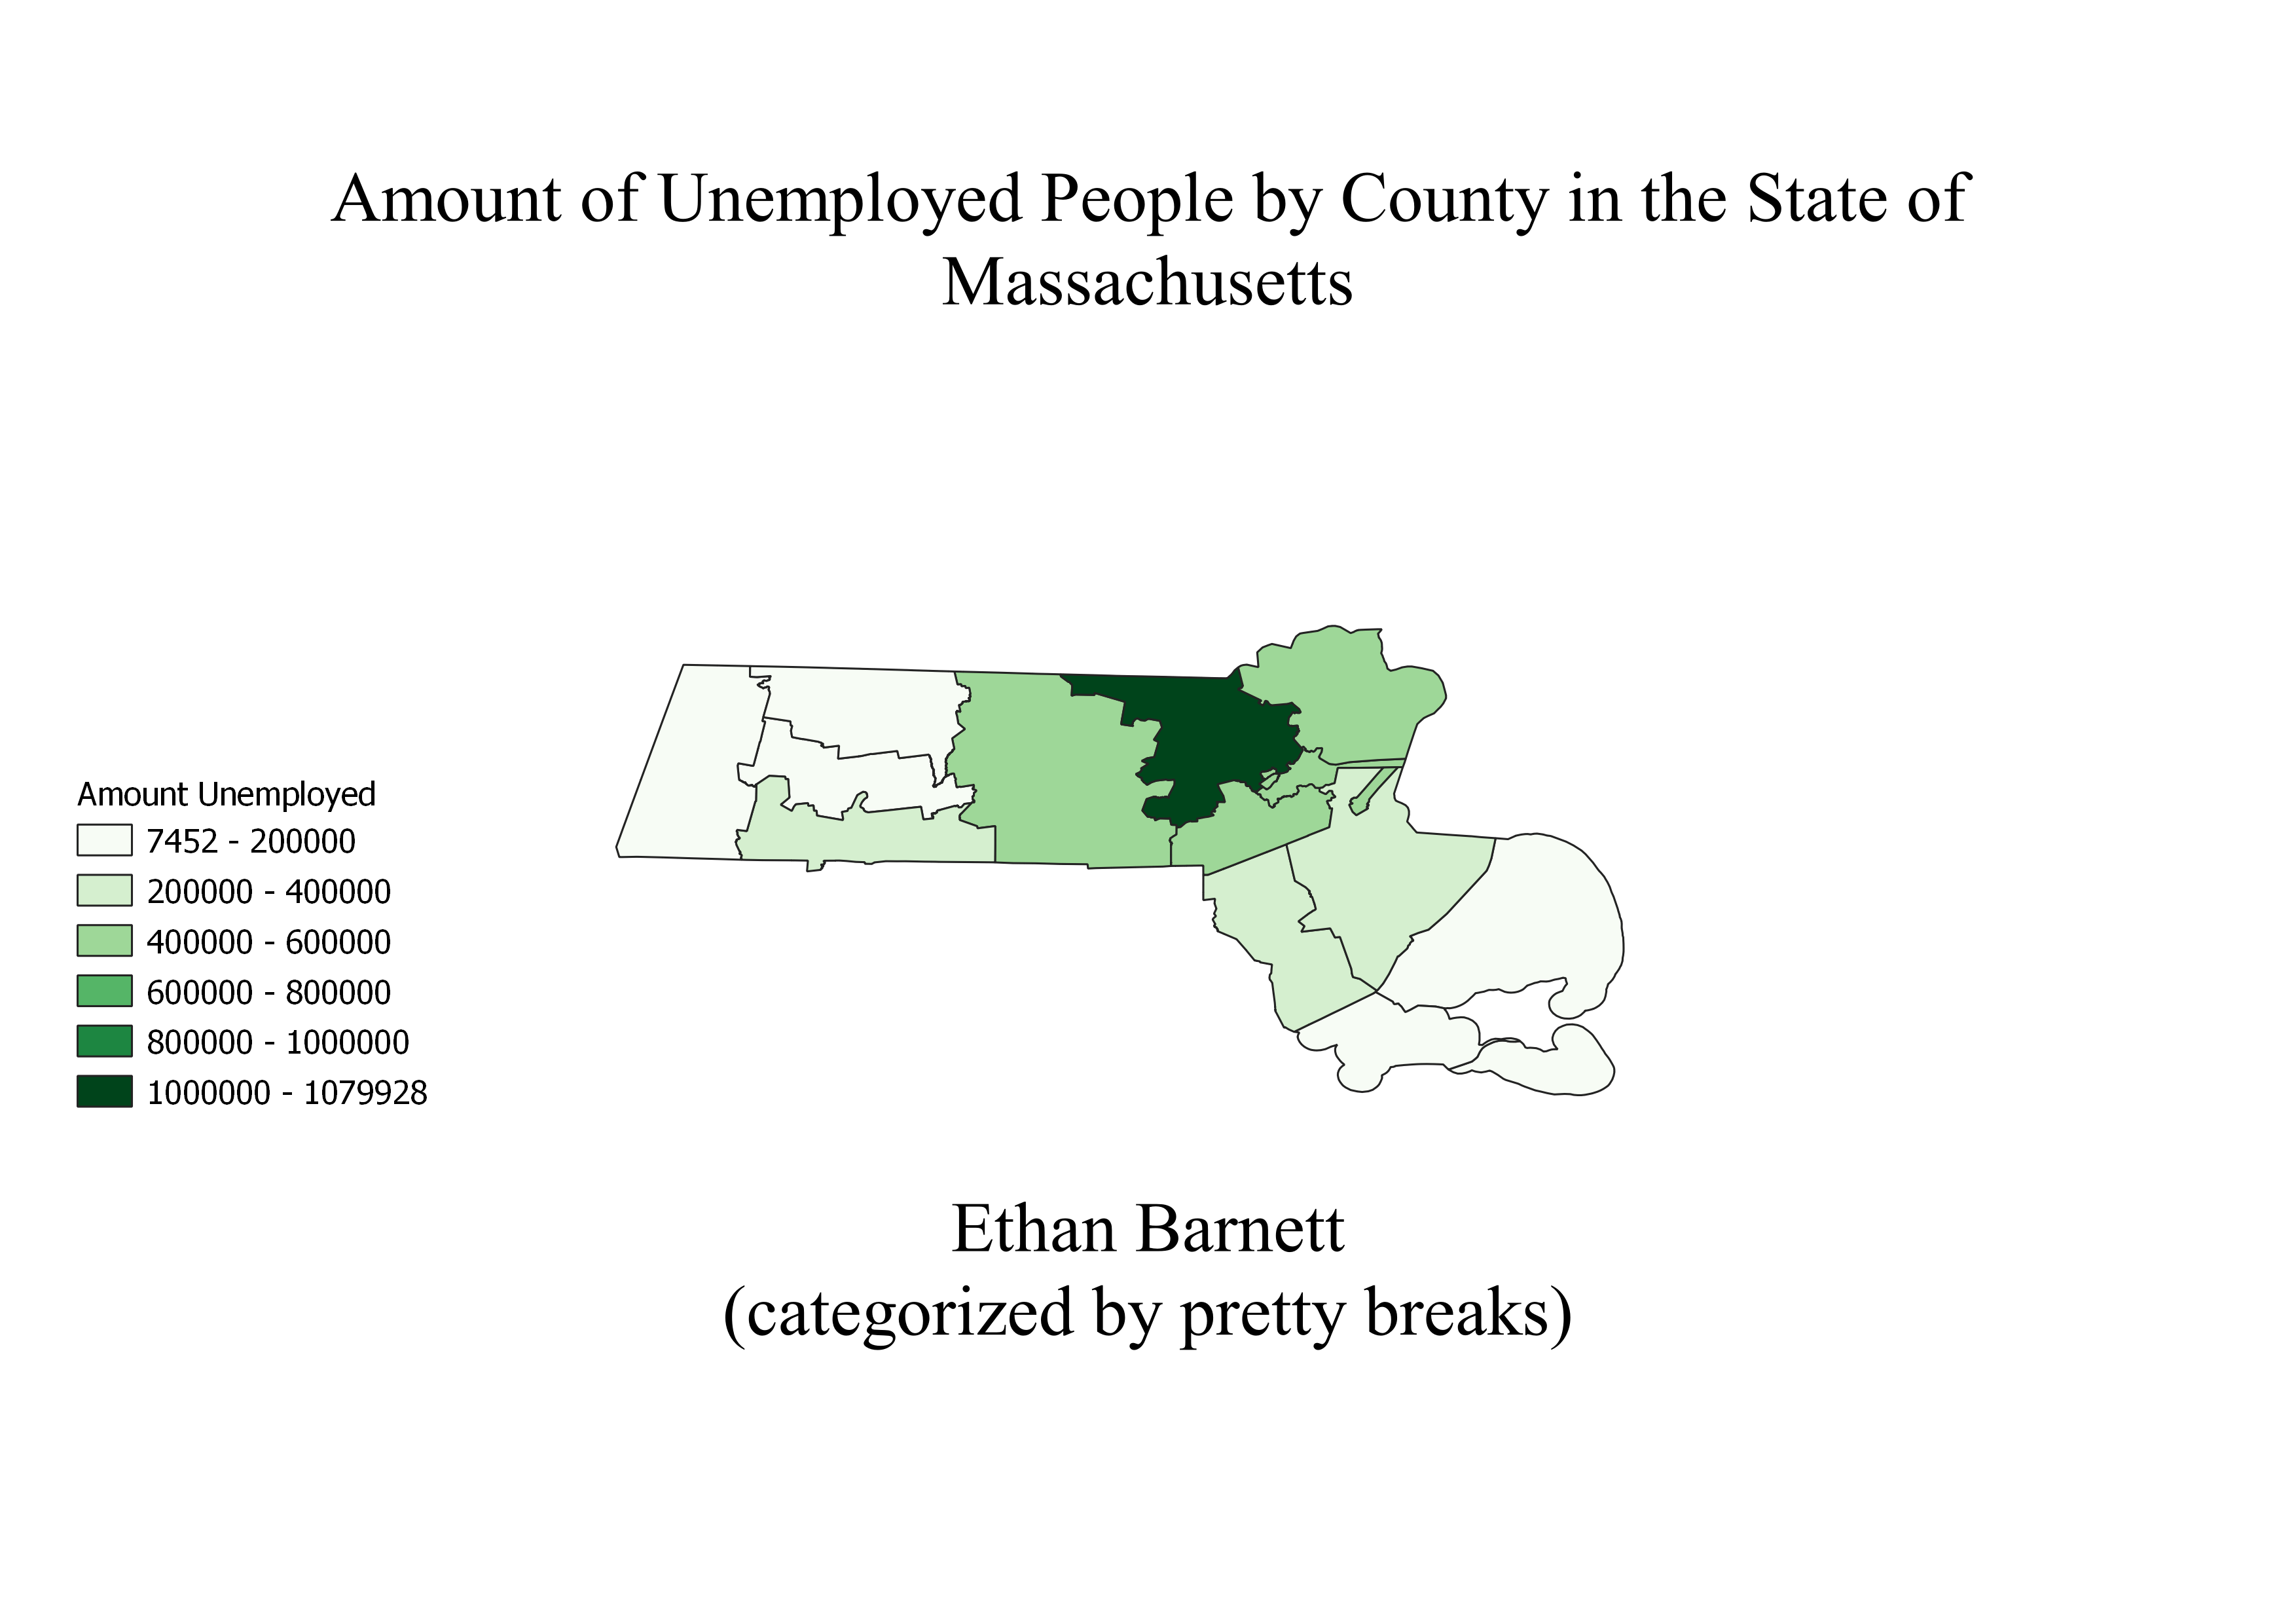 Amount of Unemployed People by County in the State of
Massachusetts
Amount Unemployed
7452 - 200000
200000 - 400000
400000 - 600000
600000 - 800000
800000 - 1000000
1000000 - 1079928
Ethan Barnett
(categorized by pretty breaks)